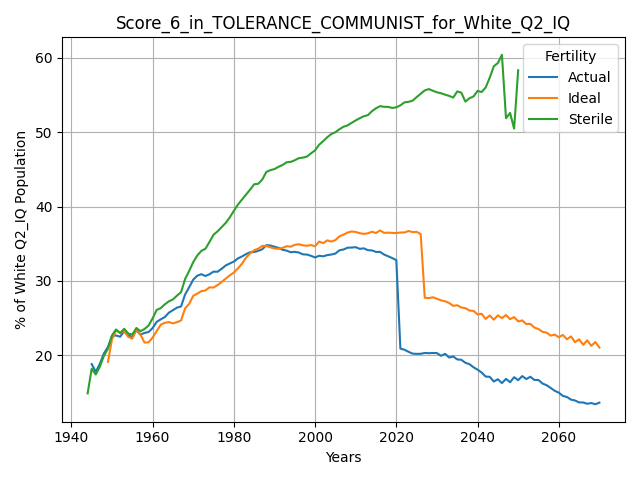 Score_6_in_TOLERANCE_COMMUNIST_for_White_Q2_IQ
% of White Q2_IQ Population
60
50
40
30
20
1940
1960
1980
2000
2020
2040
2060
Years
Fertility
Actual
Ideal
Sterile